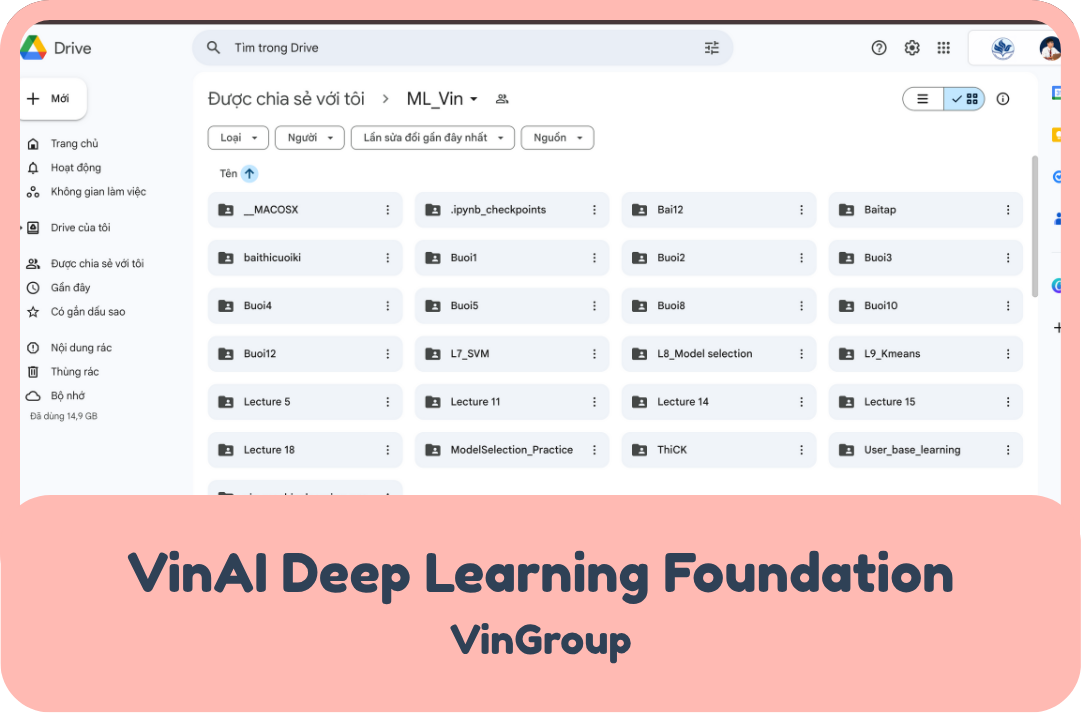 Drive
Tìm trong Drive
Mới
Được chia sẻ với tôi > ML_Vin
Trang chủ
Hoạt động
Không gian làm việc
Drive của tôi
Được chia sẻ với tôi
Gần đây
Có gắn dấu sao
Nội dung rác
Thùng rác
Bộ nhớ
Đã dùng 14,9 GB
Loại
Người
Lần sửa đổi gần đây nhất
Nguồn
Tên
__MACOSX
.ipynb_checkpoints
Bai12
Baitap
baithicuoiki
Buoi1
Buoi2
Buoi3
Buoi4
Buoi5
Buoi8
Buoi10
Buoi12
L7_SVM
L8_Model selection
L9_Kmeans
Lecture 5
Lecture 11
Lecture 14
Lecture 15
Lecture 18
ModelSelection_Practice
ThiCK
User_base_learning
VinAI Deep Learning Foundation
VinGroup